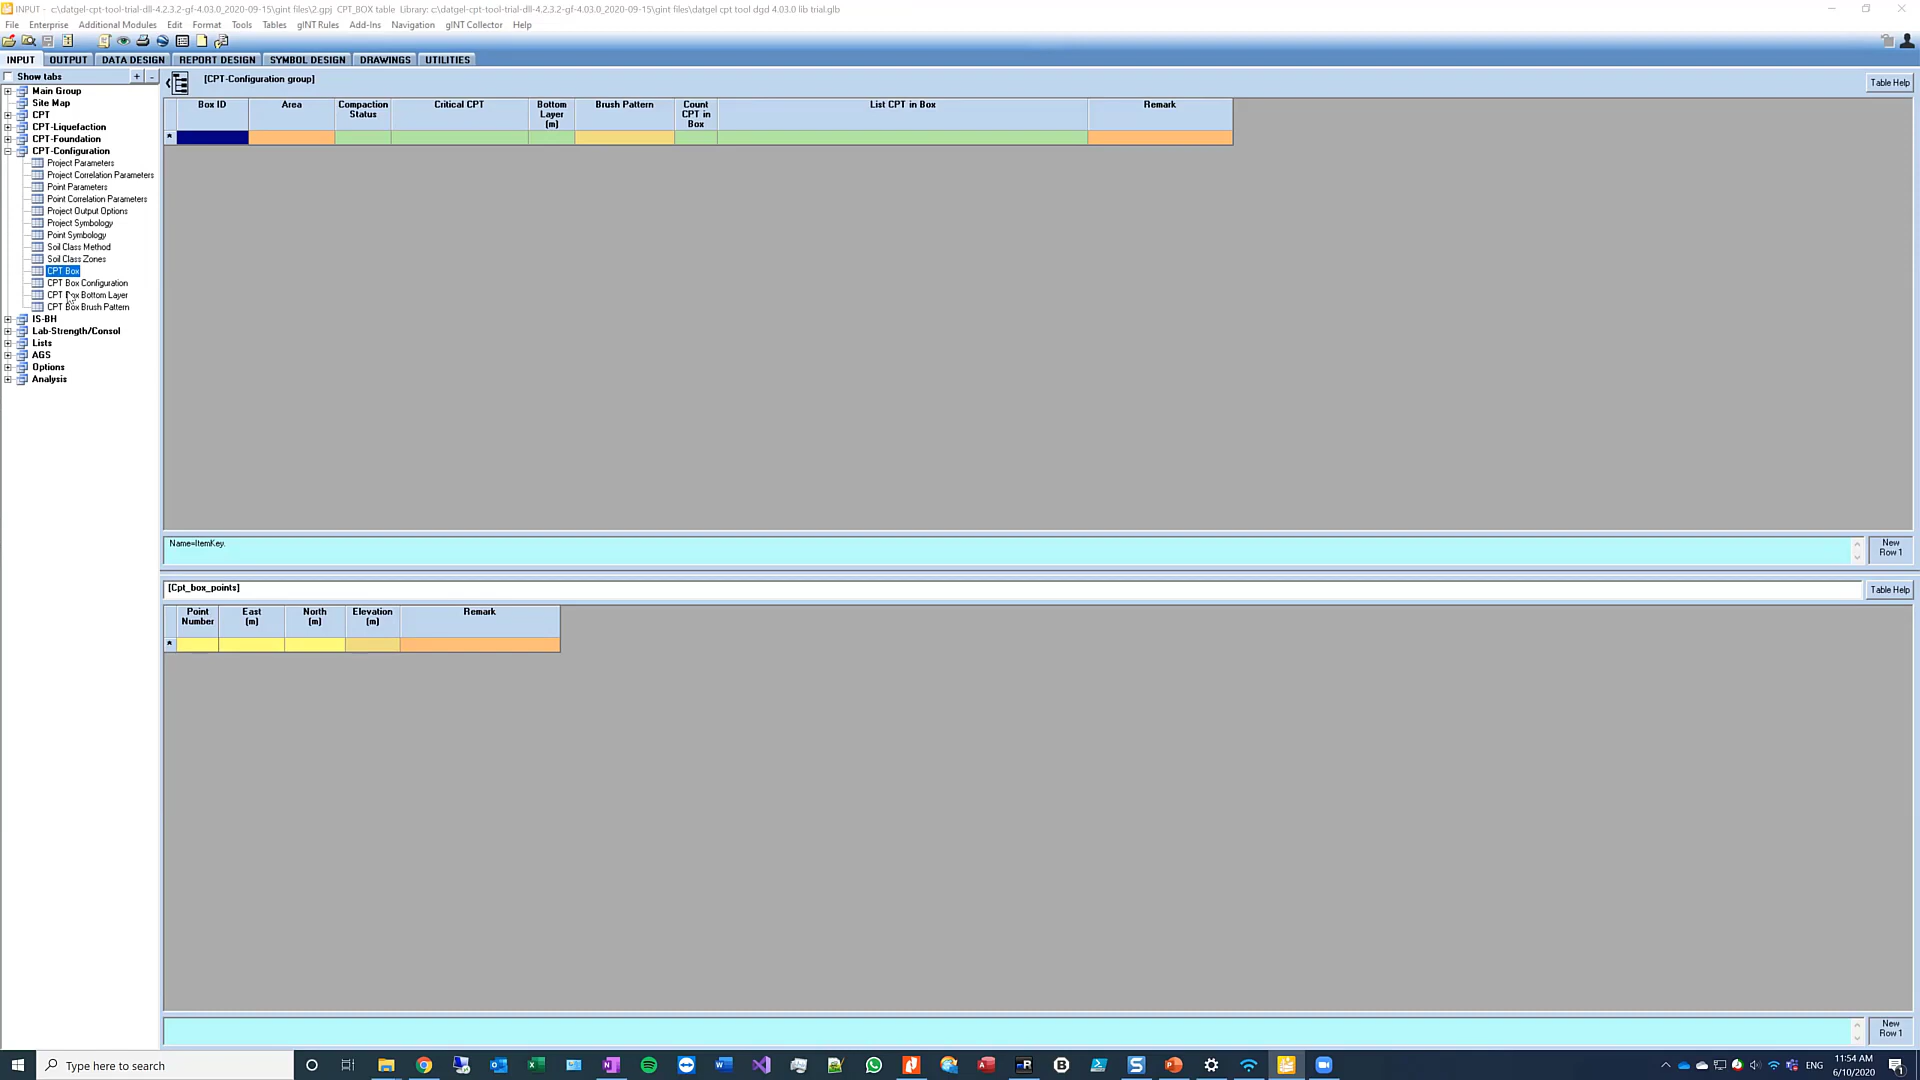 INPUT - c:\datgel-cpt-tool-trial-dll-4.2.3.2-gf-4.03.0_2020-09-15\gint files\2.gpj CPT_BOX table Library: c:\datgel-cpt-tool-trial-dll-4.2.3.2-gf-4.03.0_2020-09-15\gint files\datgel cpt tool dgd 4.03.0 lib trial.glb
File Enterprise Additional Modules Edit Format Tools Tables gINT Rules Add-Ins Navigation gINT Collector Help
INPUT OUTPUT DATA DESIGN REPORT DESIGN SYMBOL DESIGN DRAWINGS UTILITIES
Show tabs + -
[CPT-Configuration group]
Table Help
Main Group
Site Map
CPT
CPT-Liquefaction
CPT-Foundation
CPT-Configuration
Project Parameters
Project Correlation Parameters
Point Parameters
Point Correlation Parameters
Project Output Options
Project Symbology
Point Symbology
Soil Class Method
Soil Class Zones
CPT Box
CPT Box Configuration
CPT Box Bottom Layer
CPT Box Brush Pattern
IS-BH
Lab-Strength/Consol
Lists
AGS
Options
Analysis
Box ID
Area
Compaction Status
Critical CPT
Bottom Layer (m)
Brush Pattern
Count CPT in Box
List CPT in Box
Remark
*
Name=ItemKey.
New Row 1
[Cpt_box_points]
Table Help
Point Number
East (m)
North (m)
Elevation (m)
Remark
*
New Row 1
Type here to search
ENG
11:54 AM
6/10/2020